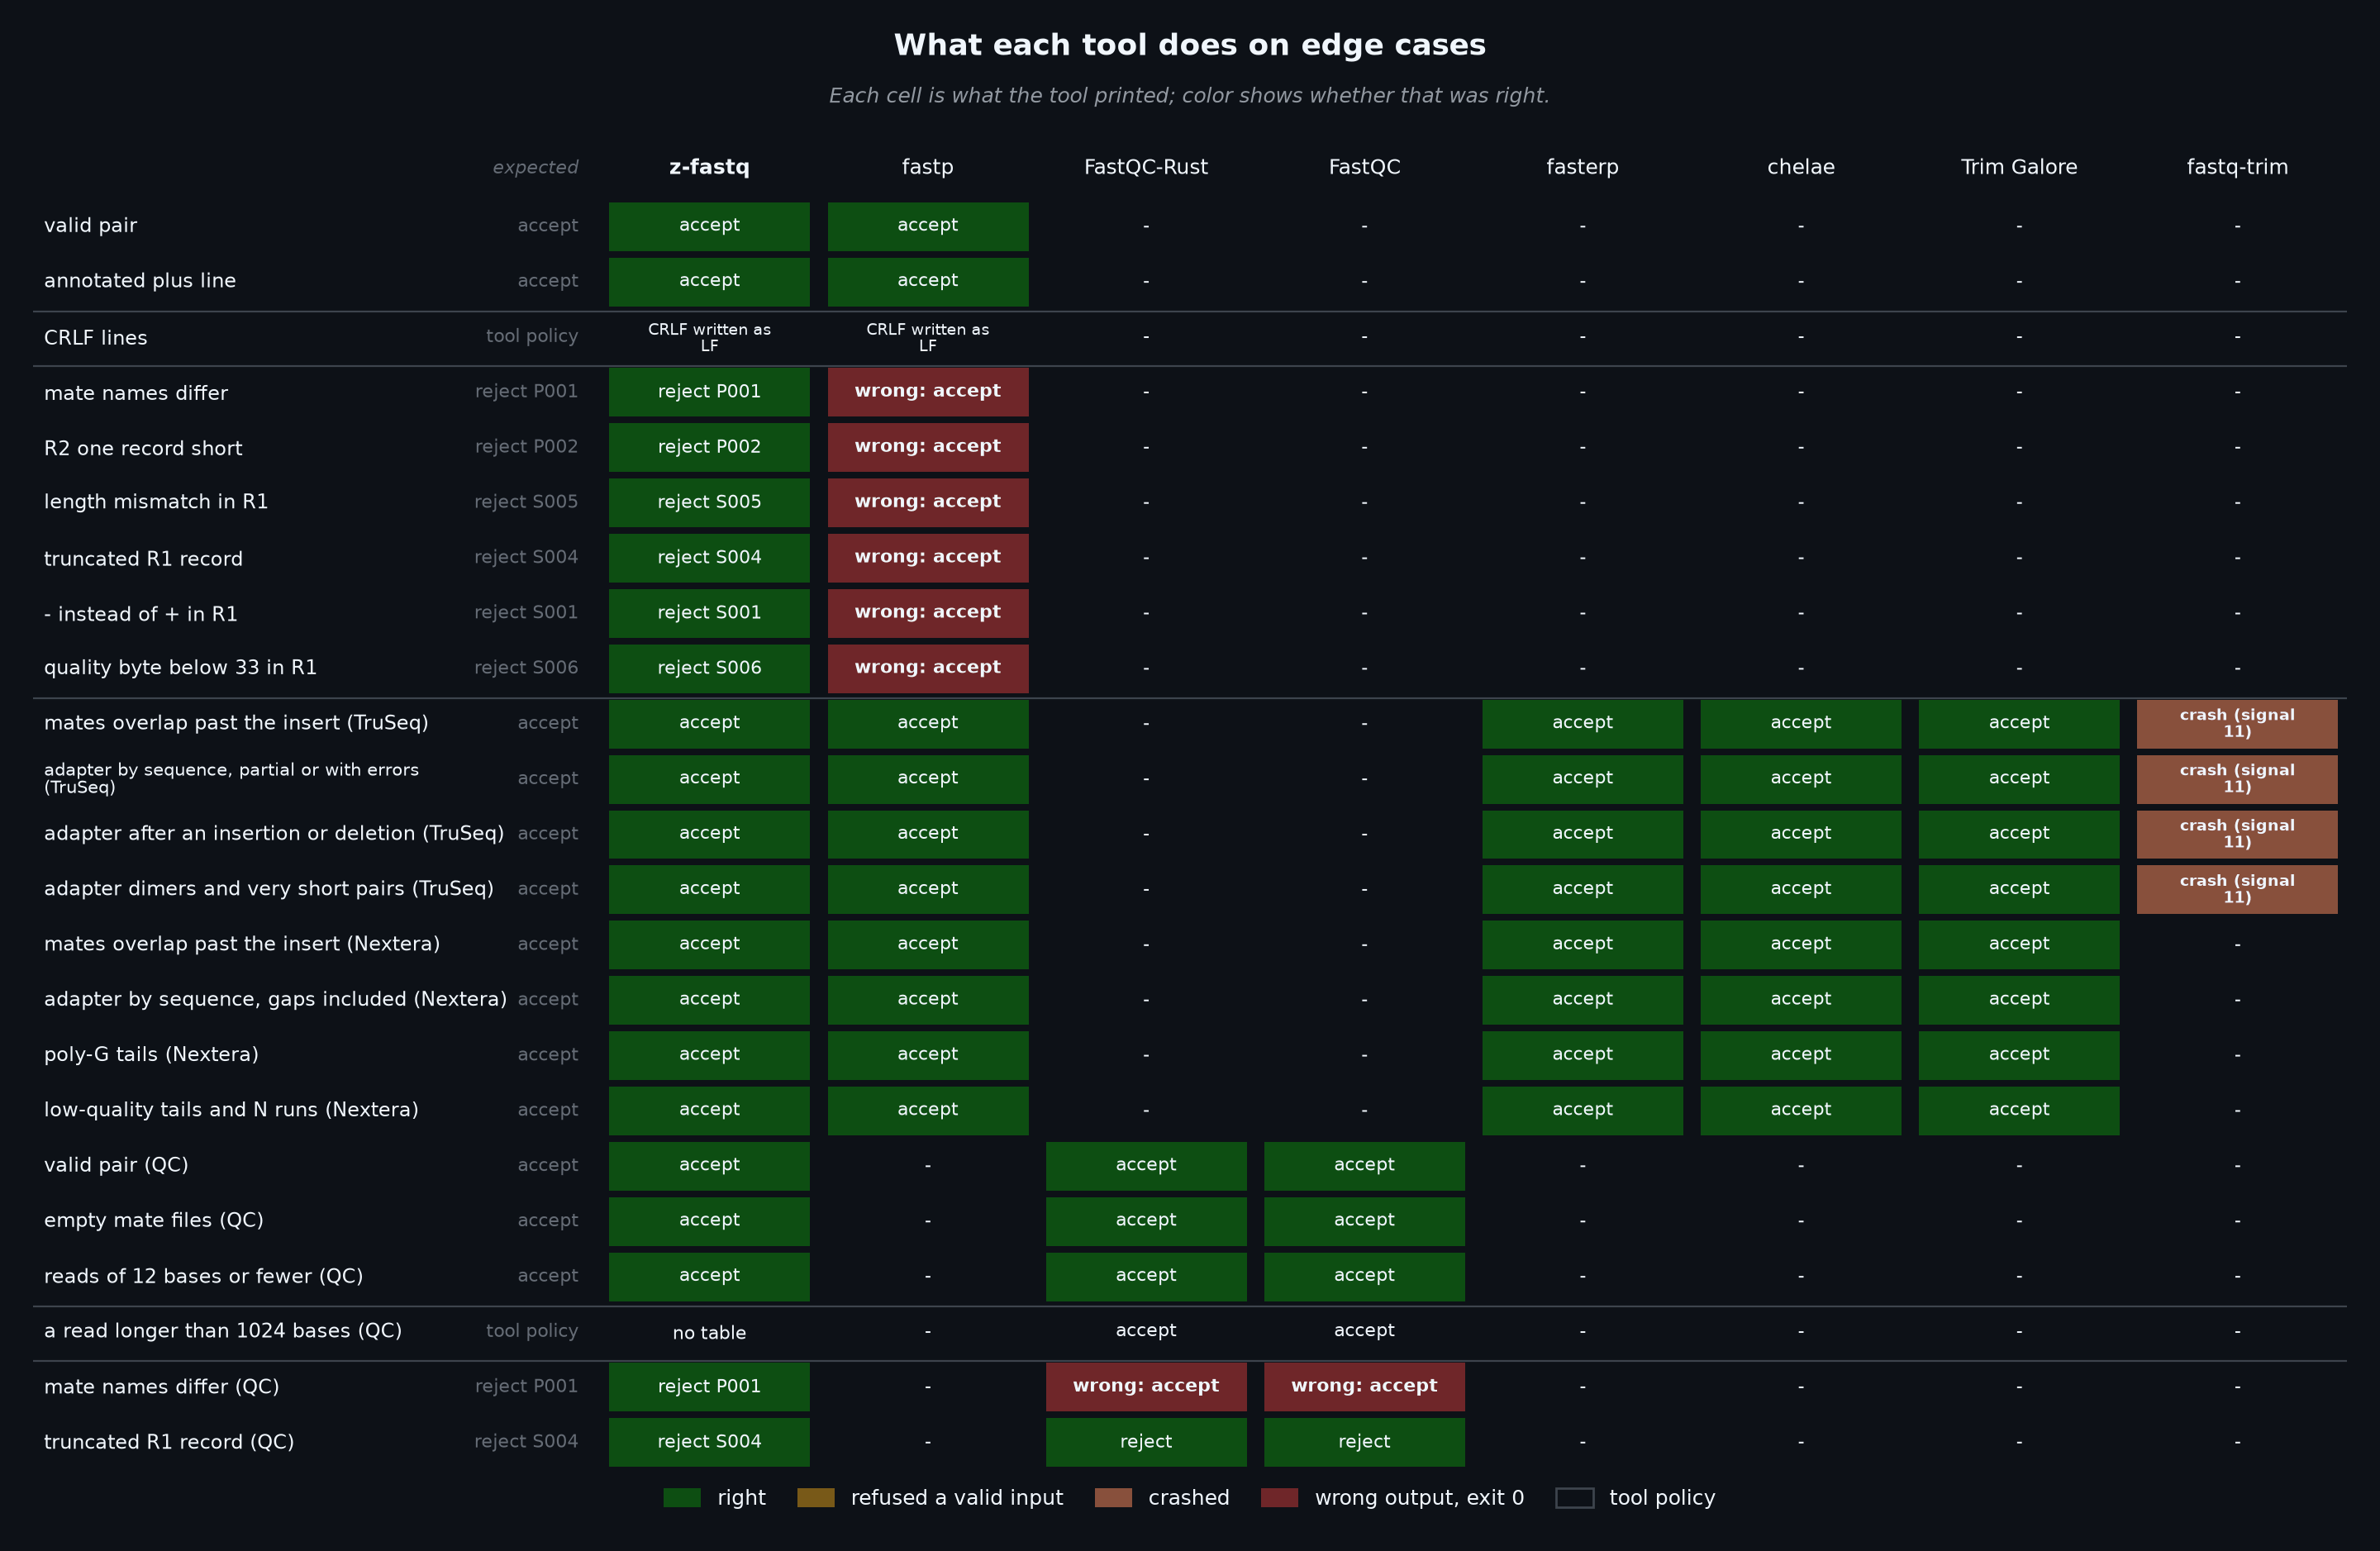 What each tool does on edge cases
Each cell is what the tool printed; color shows whether that was right.
expected z-fastq fastp FastQC-Rust FastQC fasterp chelae Trim Galore fastq-trim
valid pair accept accept accept - - - - - -
annotated plus line accept accept accept - - - - - -
CRLF lines tool policy CRLF written as LF CRLF written as LF - - - - - -
mate names differ reject P001 reject P001 wrong: accept - - - - - -
R2 one record short reject P002 reject P002 wrong: accept - - - - - -
length mismatch in R1 reject S005 reject S005 wrong: accept - - - - - -
truncated R1 record reject S004 reject S004 wrong: accept - - - - - -
- instead of + in R1 reject S001 reject S001 wrong: accept - - - - - -
quality byte below 33 in R1 reject S006 reject S006 wrong: accept - - - - - -
mates overlap past the insert (TruSeq) accept accept accept - - accept accept accept crash (signal 11)
adapter by sequence, partial or with errors (TruSeq) accept accept accept - - accept accept accept crash (signal 11)
adapter after an insertion or deletion (TruSeq) accept accept accept - - accept accept accept crash (signal 11)
adapter dimers and very short pairs (TruSeq) accept accept accept - - accept accept accept crash (signal 11)
mates overlap past the insert (Nextera) accept accept accept - - accept accept accept -
adapter by sequence, gaps included (Nextera) accept accept accept - - accept accept accept -
poly-G tails (Nextera) accept accept accept - - accept accept accept -
low-quality tails and N runs (Nextera) accept accept accept - - accept accept accept -
valid pair (QC) accept accept - accept accept - - - -
empty mate files (QC) accept accept - accept accept - - - -
reads of 12 bases or fewer (QC) accept accept - accept accept - - - -
a read longer than 1024 bases (QC) tool policy no table - accept accept - - - -
mate names differ (QC) reject P001 reject P001 - wrong: accept wrong: accept - - - -
truncated R1 record (QC) reject S004 reject S004 - reject reject - - - -
right refused a valid input crashed wrong output, exit 0 tool policy